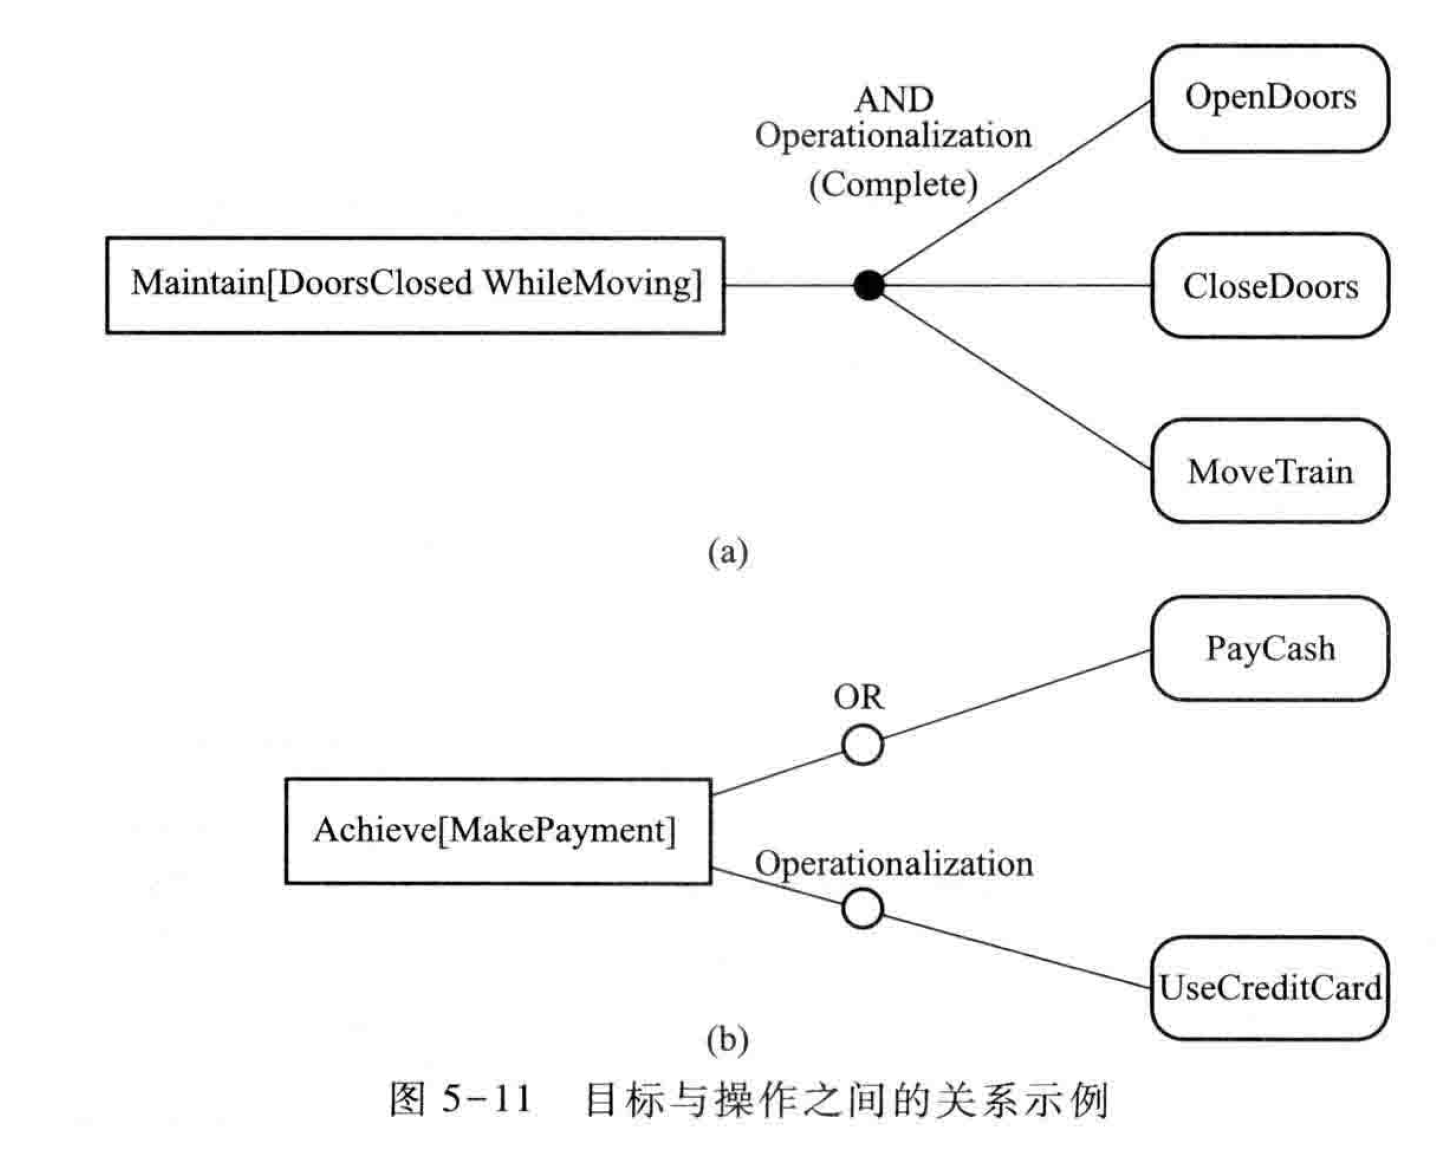 AND
Operationalization
(Complete)
OpenDoors
Maintain[DoorsClosed WhileMoving]
CloseDoors
MoveTrain
(a)
PayCash
OR
Achieve[MakePayment]
Operationalization
UseCreditCard
(b)
图 5-11 目标与操作之间的关系示例